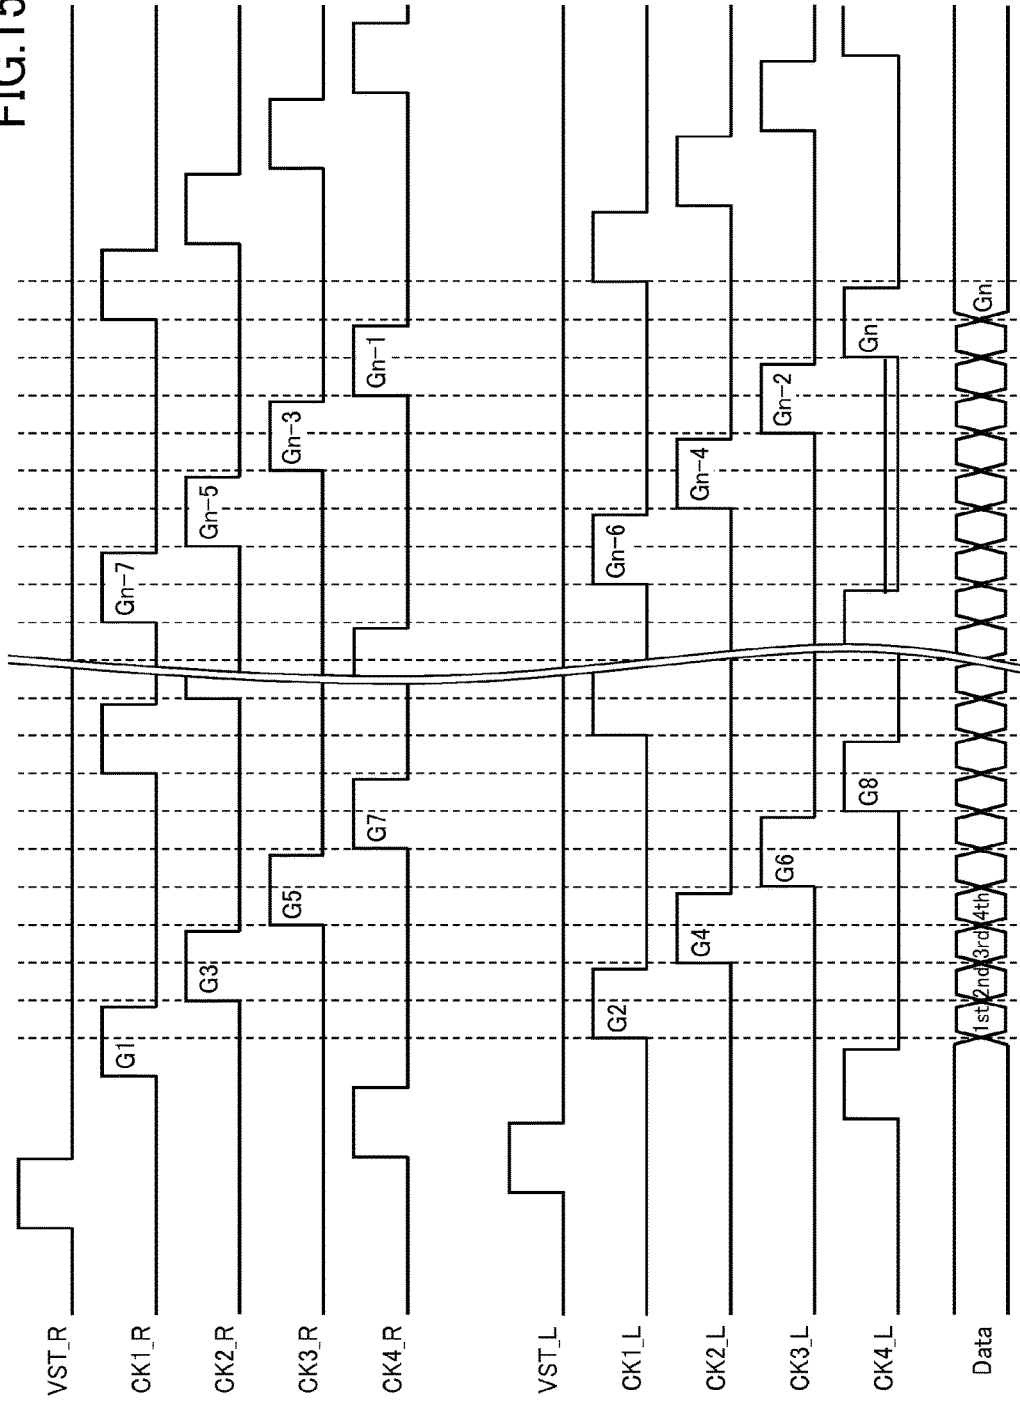 FIG.15
VST_R
CK1_R
G1
Gn-7
CK2_R
G3
Gn-5
CK3_R
G5
Gn-3
CK4_R
G7
Gn-1
VST_L
CK1_L
G2
Gn-6
CK2_L
G4
Gn-4
CK3_L
G6
Gn-2
CK4_L
G8
Gn
Data
1st 2nd 3rd 4th
Gn